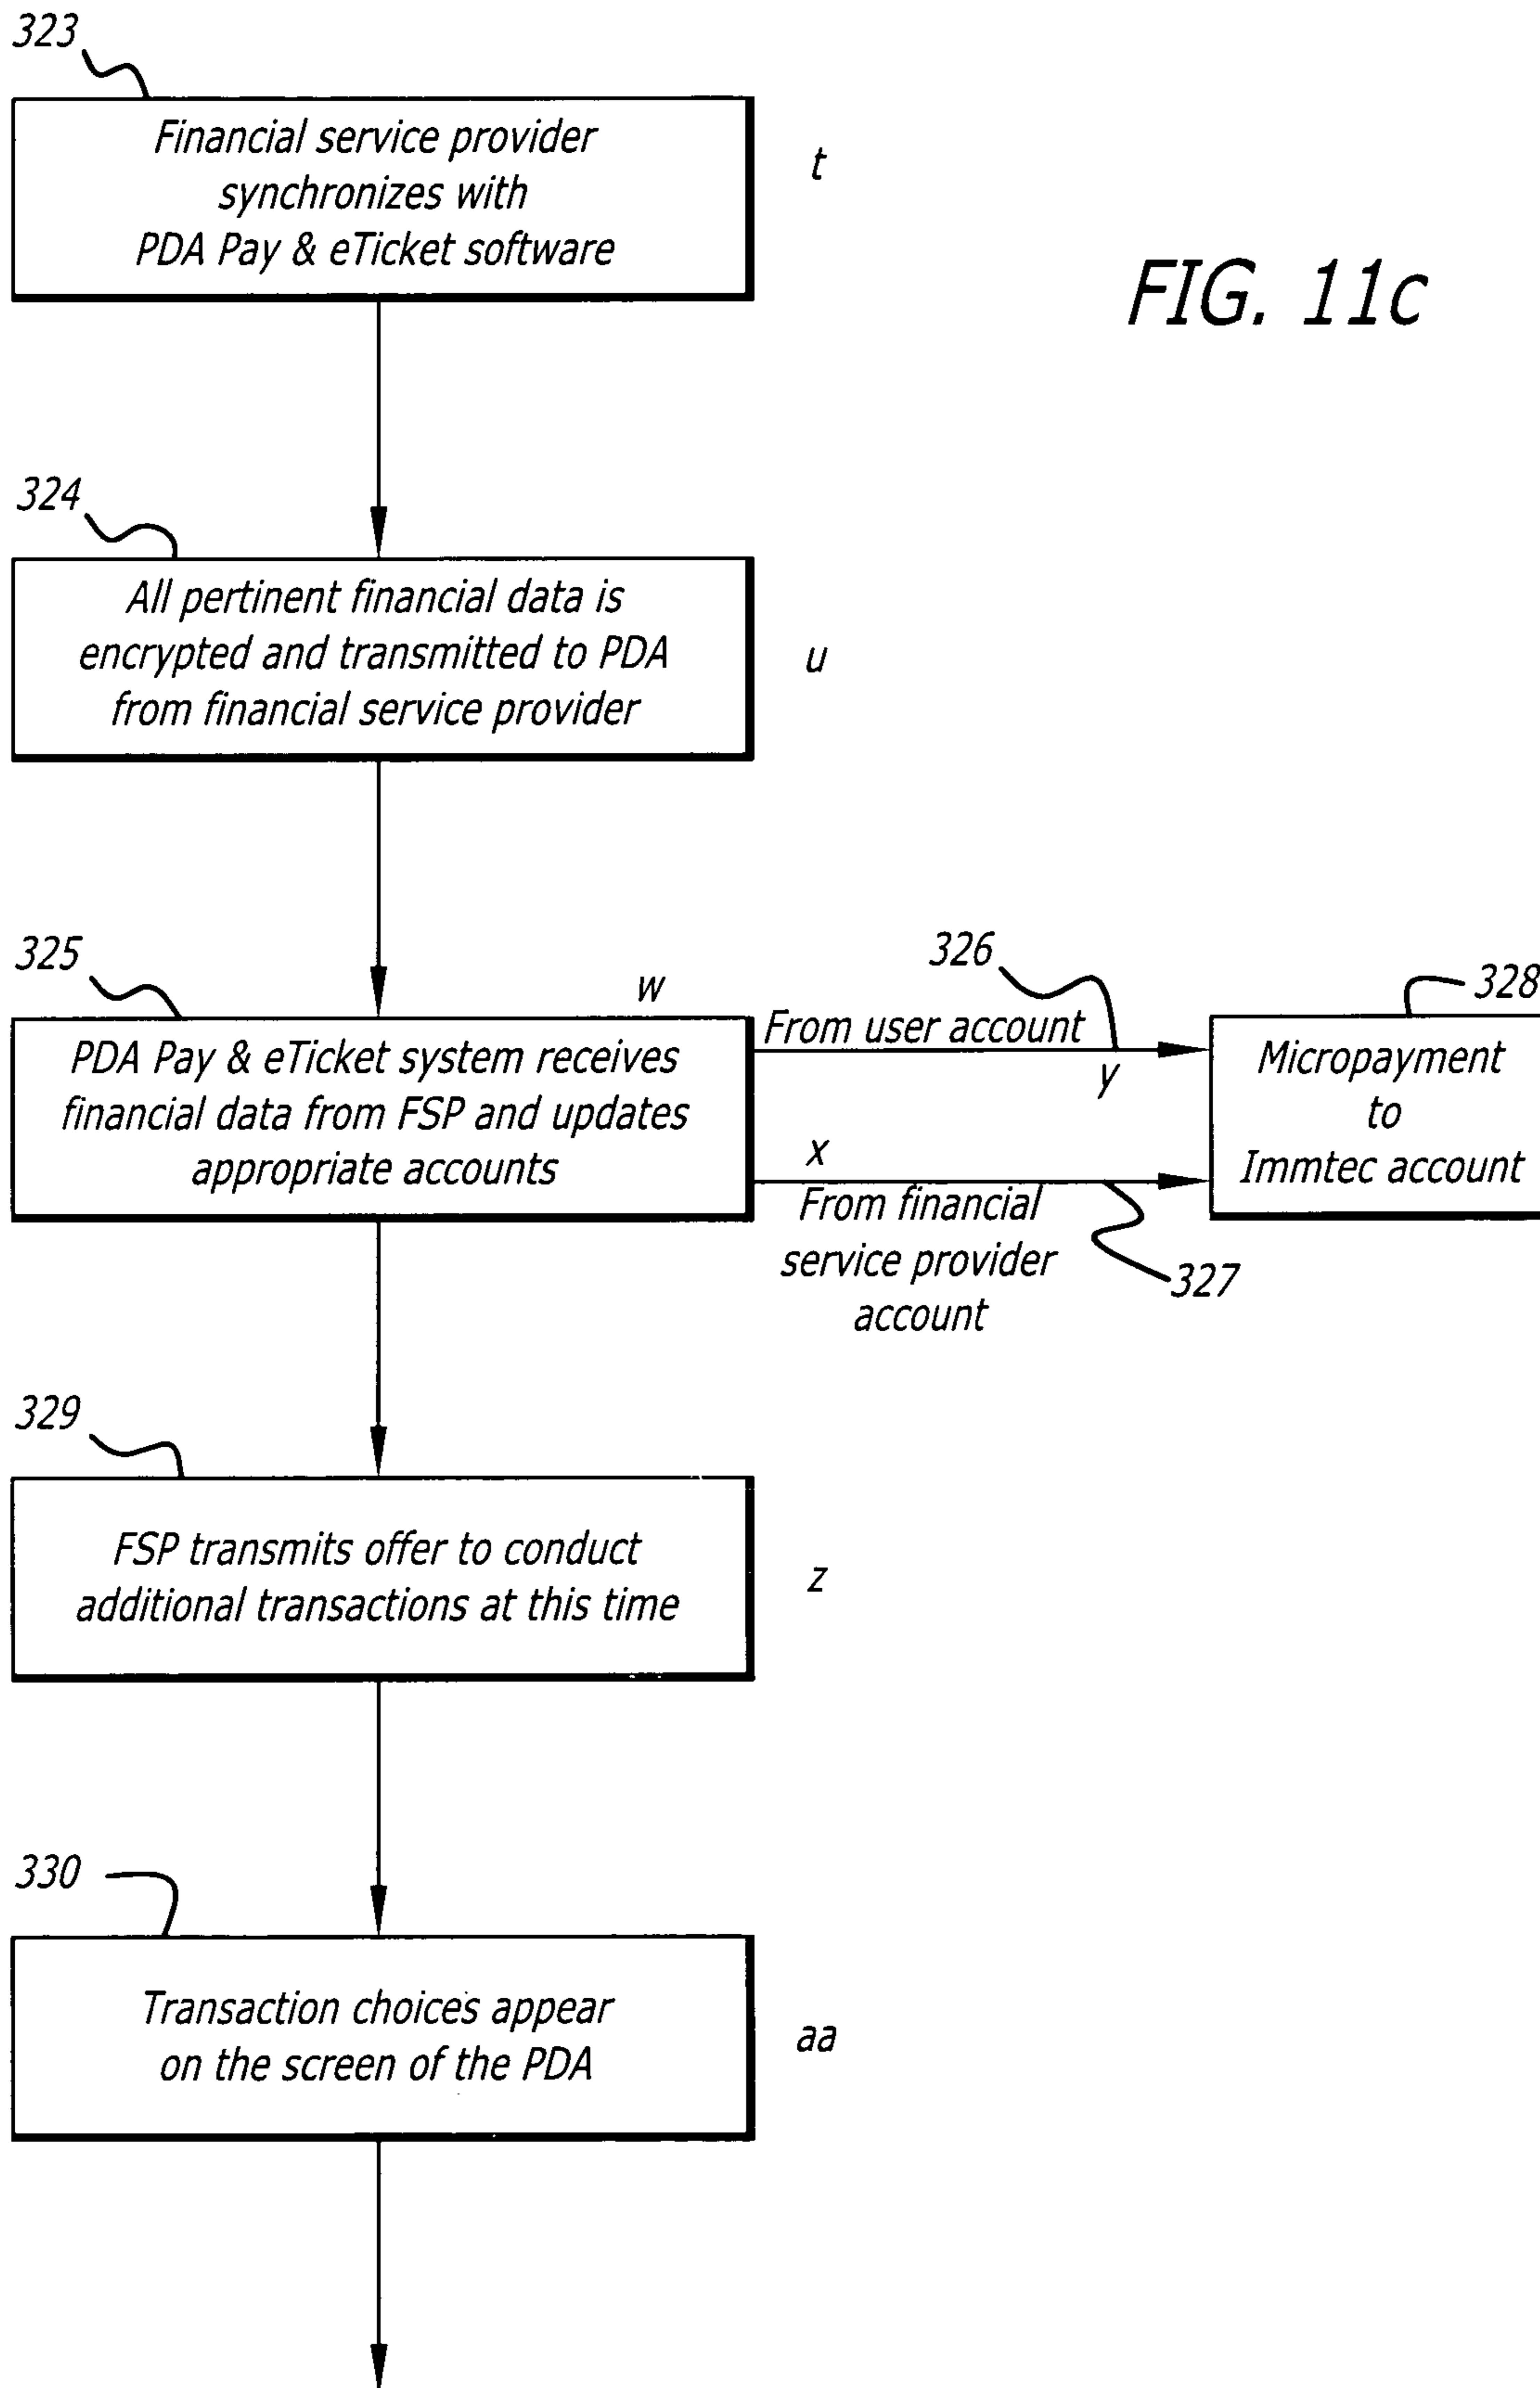 323
Financial service provider
synchronizes with
PDA Pay & eTicket software
t
FIG. 11c
324
All pertinent financial data is
encrypted and transmitted to PDA
from financial service provider
u
325
w
PDA Pay & eTicket system receives
financial data from FSP and updates
appropriate accounts
326
From user account
y
x
From financial
service provider
account
327
328
Micropayment
to
Immtec account
329
FSP transmits offer to conduct
additional transactions at this time
z
330
Transaction choices appear
on the screen of the PDA
aa